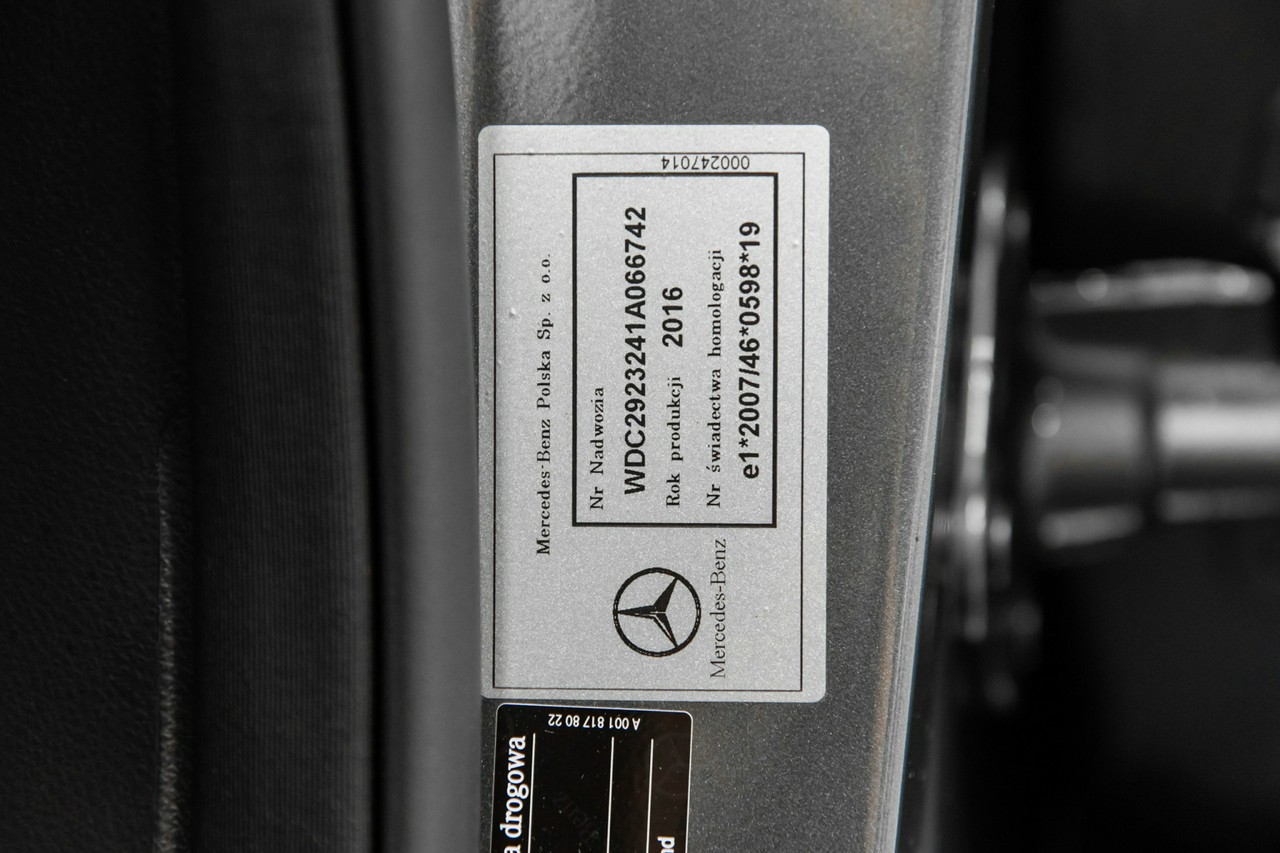 Mercedes-Benz Polska Sp. z o.o.
Nr Nadwozia
WDC2923241A066742
Rok produkcji 2016
Nr świadectwa homologacji
e1*2007/46*0598*19
000247014
Mercedes-Benz
A 001 817 80 22
a drogowa
nd